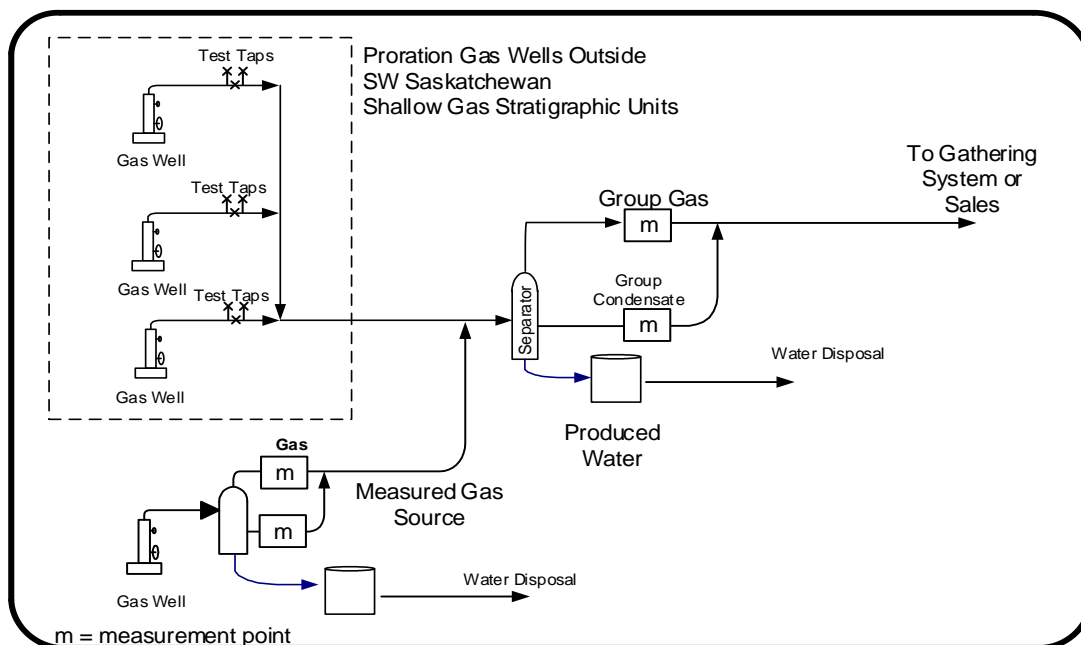 Test Taps
Proration Gas Wells Outside
SW Saskatchewan
Shallow Gas Stratigraphic Units
Gas Well
To Gathering
System or
Sales
Test Taps
Group Gas
m
Gas Well
Test Taps
Group
Condensate
m
Separator
Water Disposal
Gas Well
Produced
Water
Gas
m
Measured Gas
Source
m
Water Disposal
Gas Well
m = measurement point